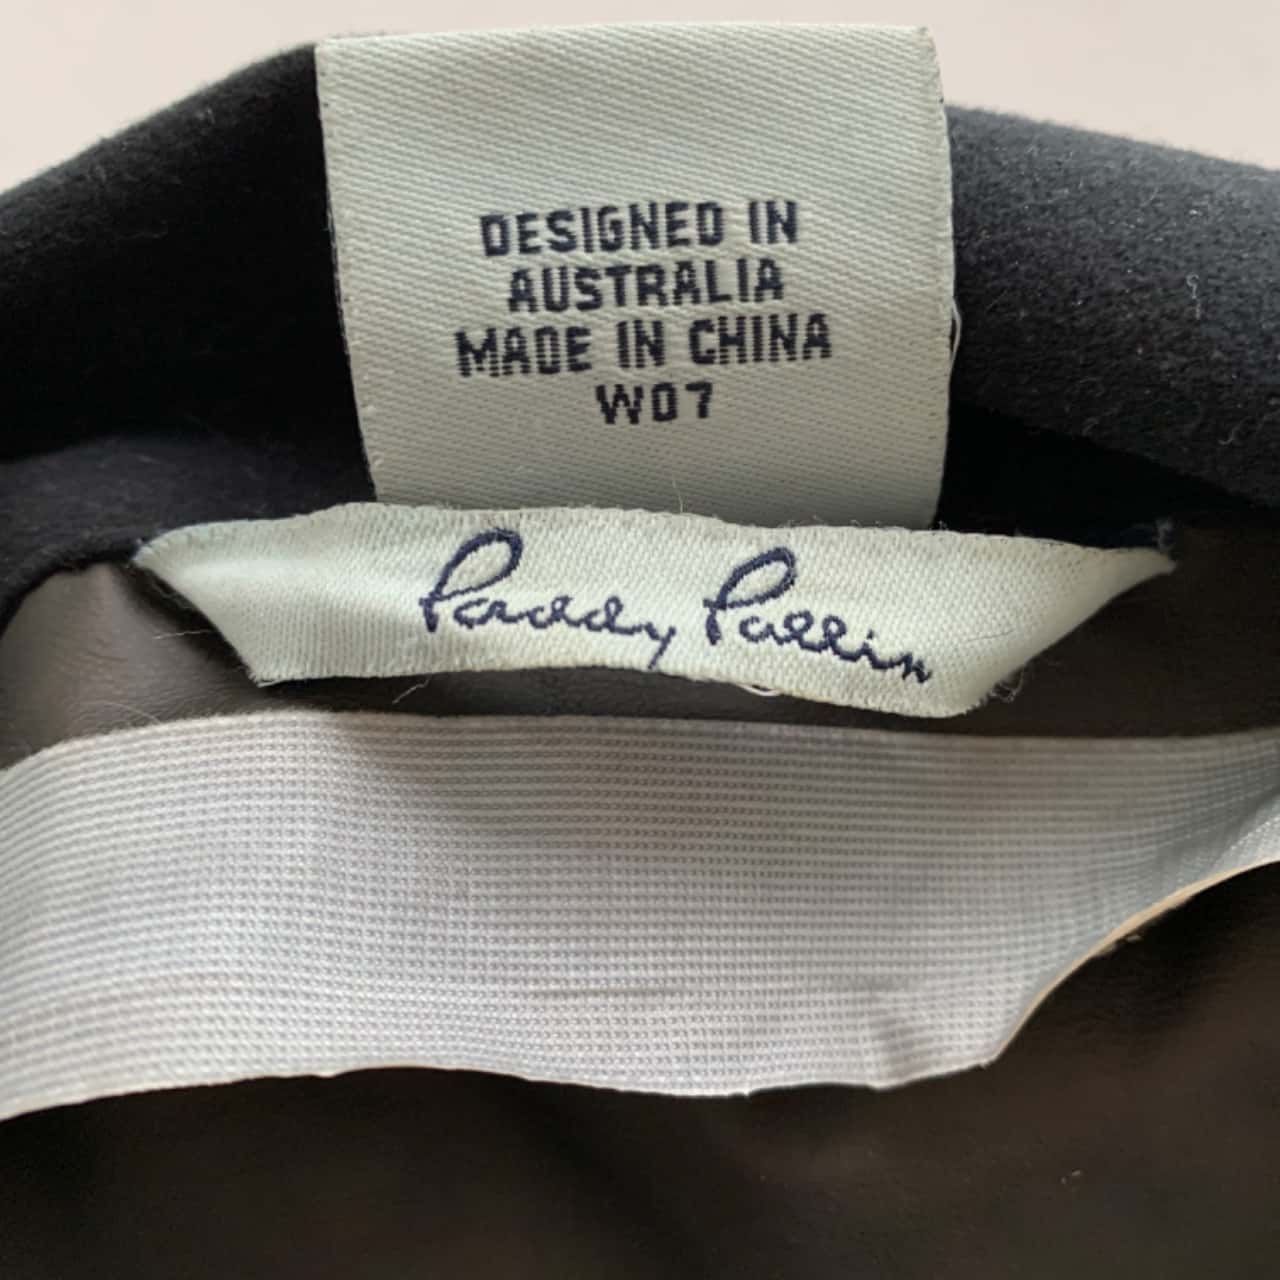 DESIGNED IN
AUSTRALIA
MADE IN CHINA
W07
Paddy Pallin